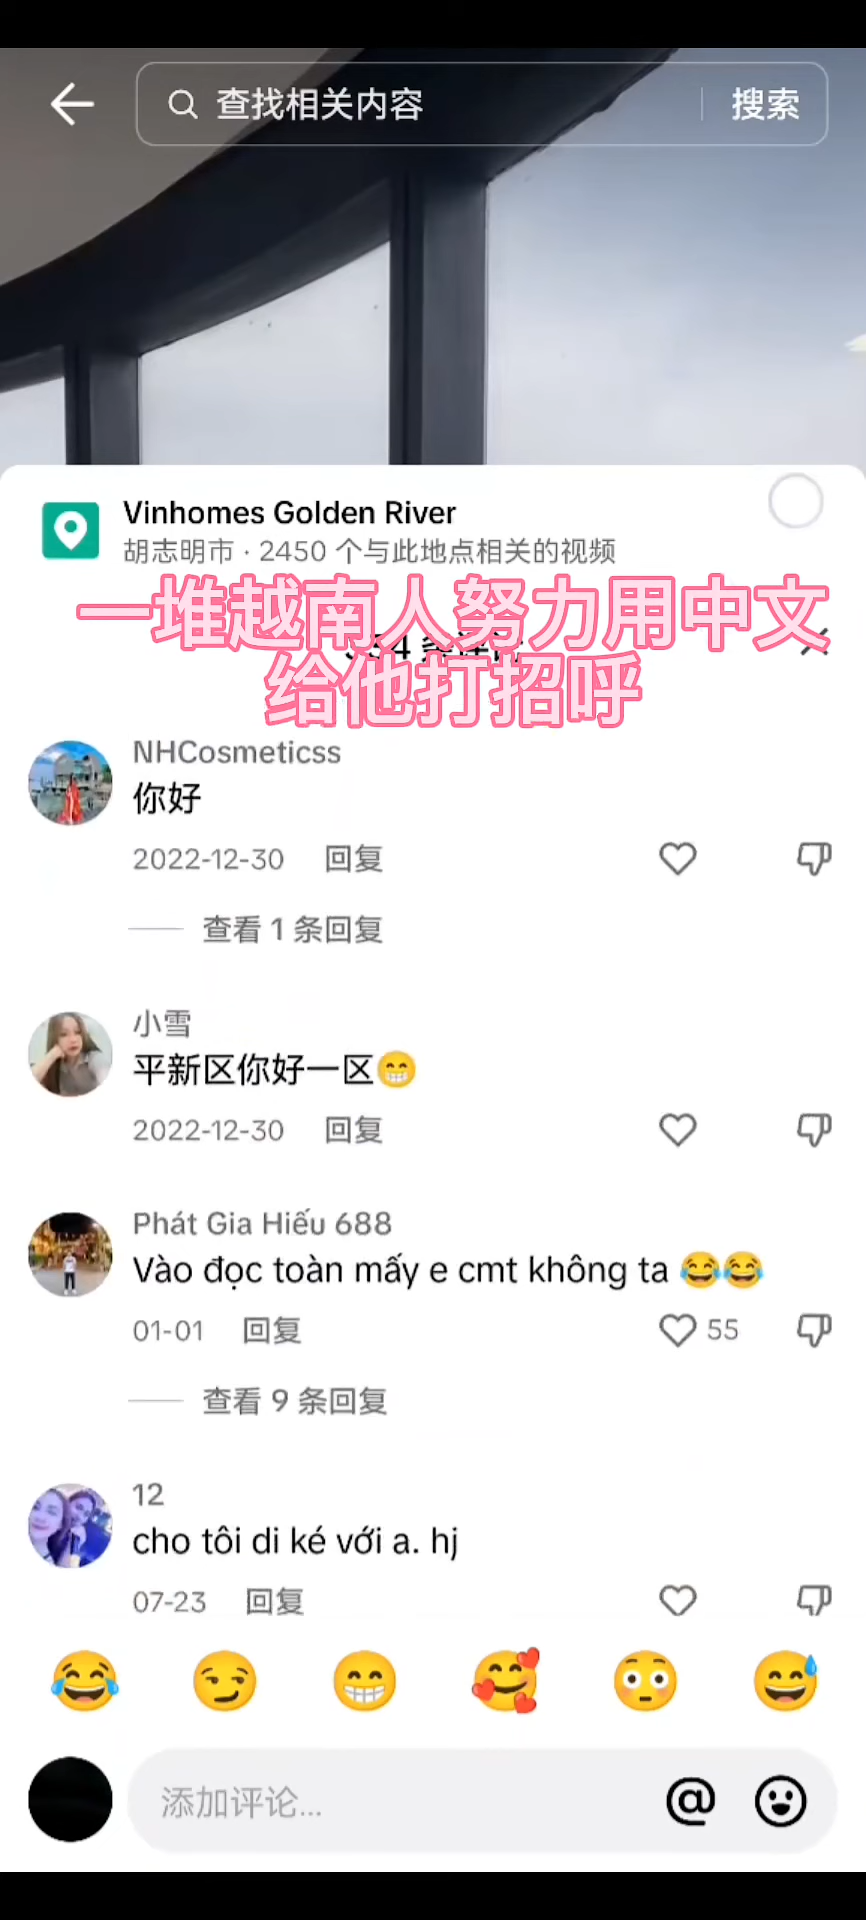 查找相关内容 搜索
Vinhomes Golden River
胡志明市 · 2450 个与此地点相关的视频
一堆越南人努力用中文
给他打招呼
NHCosmeticss
你好
2022-12-30 回复
查看 1 条回复
小雪
平新区你好一区😁
2022-12-30 回复
Phát Gia Hiếu 688
Vào đọc toàn mấy e cmt không ta 😂😂
01-01 回复 55
查看 9 条回复
12
cho tôi di ké với a. hj
07-23 回复
添加评论...